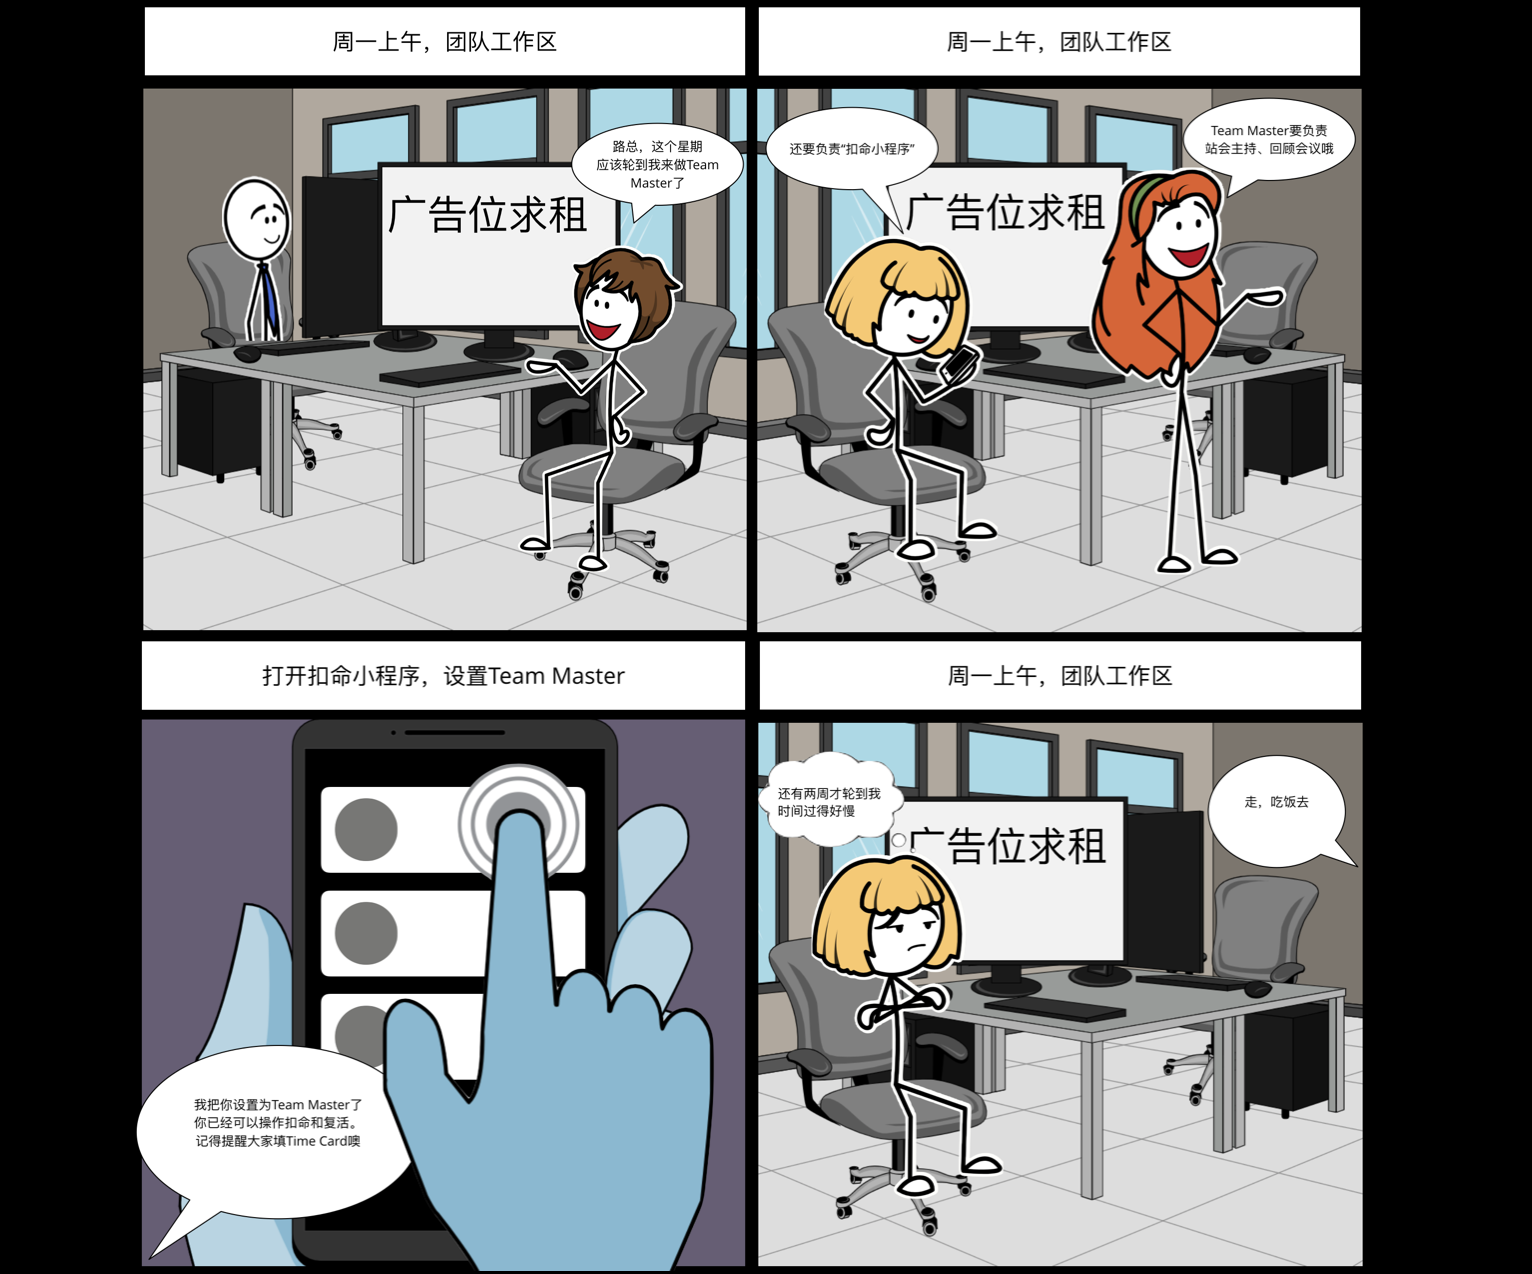 周一上午，团队工作区
周一上午，团队工作区
路总，这个星期
应该轮到我来做Team
Master了
广告位求租
还要负责“扣命小程序”
Team Master要负责
站会主持、回顾会议哦
广告位求租
打开扣命小程序，设置Team Master
周一上午，团队工作区
我把你设置为Team Master了
你已经可以操作扣命和复活。
记得提醒大家填Time Card噢
还有两周才轮到我
时间过得好慢
广告位求租
走，吃饭去